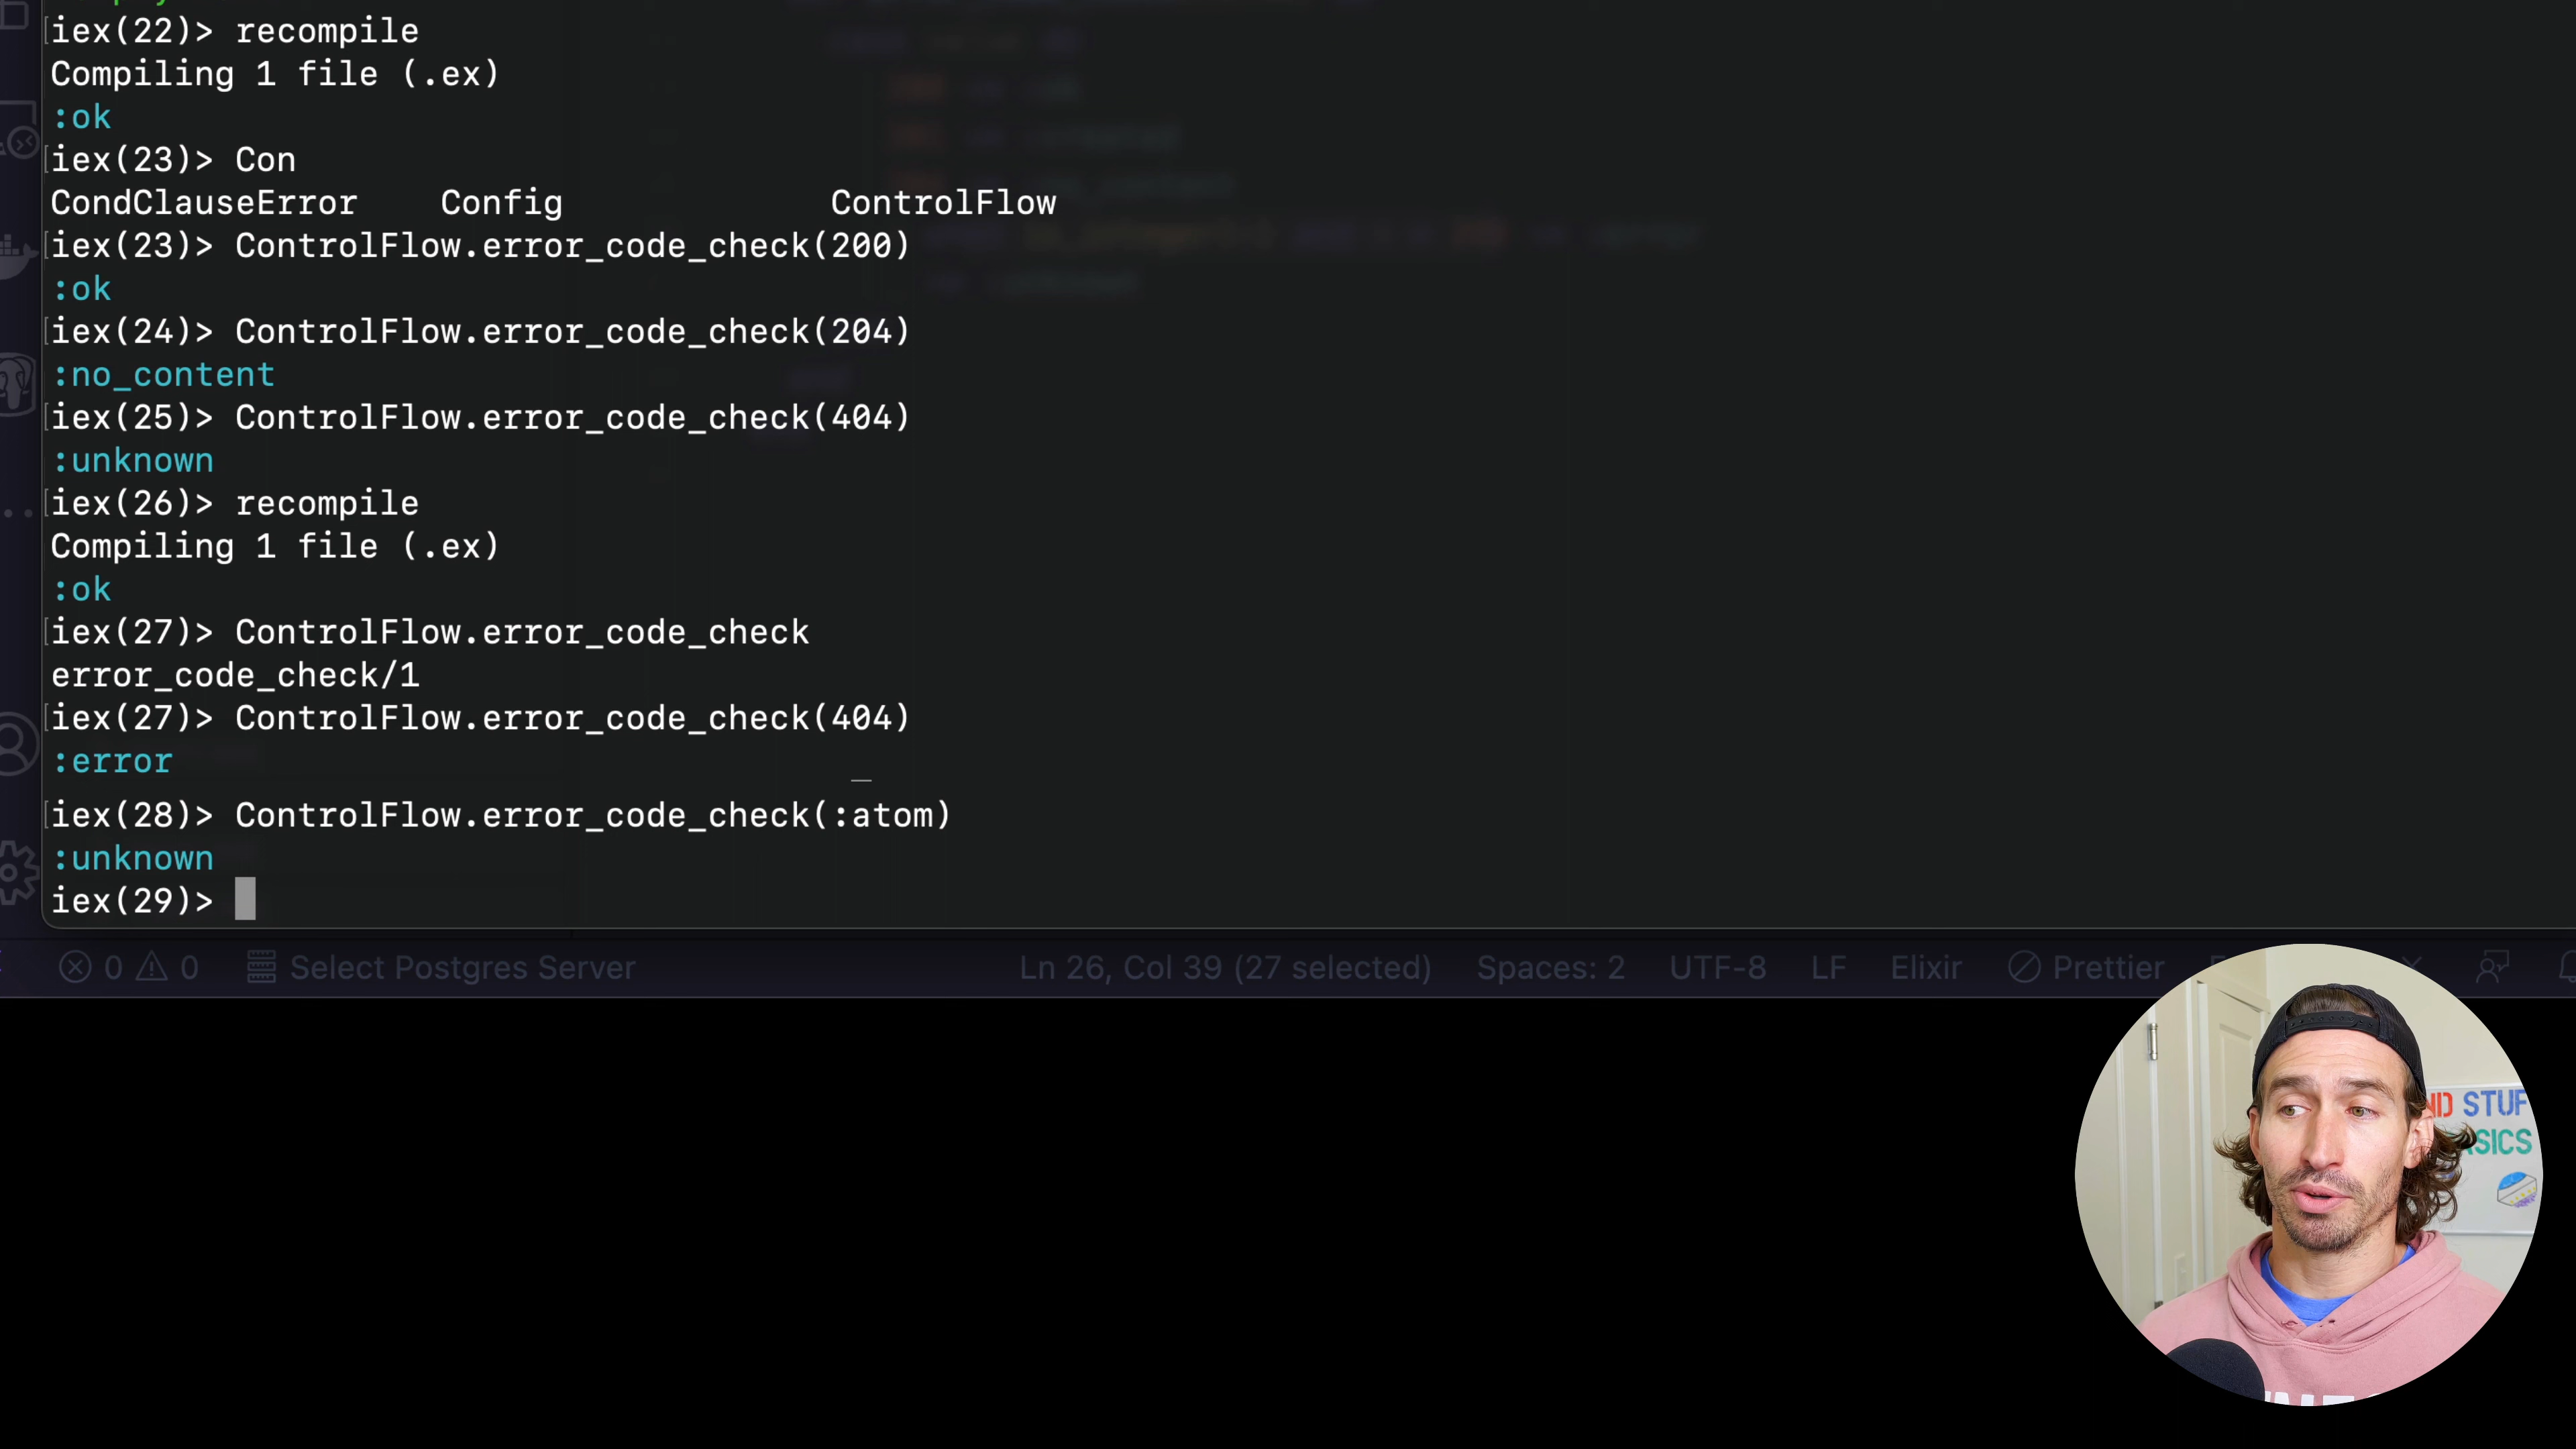 iex(22)> recompile
Compiling 1 file (.ex)
:ok
iex(23)> Con
CondClauseError    Config             ControlFlow
iex(23)> ControlFlow.error_code_check(200)
:ok
iex(24)> ControlFlow.error_code_check(204)
:no_content
iex(25)> ControlFlow.error_code_check(404)
:unknown
iex(26)> recompile
Compiling 1 file (.ex)
:ok
iex(27)> ControlFlow.error_code_check
error_code_check/1
iex(27)> ControlFlow.error_code_check(404)
:error
iex(28)> ControlFlow.error_code_check(:atom)
:unknown
iex(29)>
0 0 Select Postgres Server Ln 26, Col 39 (27 selected) Spaces: 2 UTF-8 LF Elixir Prettier
ND STUF
SICS